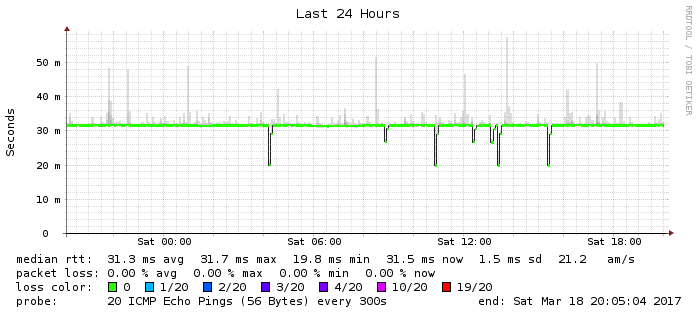 Last 24 Hours
RRDTOOL / TOBI OETIKER
Seconds
50 m
40 m
30 m
20 m
10 m
0
Sat 00:00 Sat 06:00 Sat 12:00 Sat 18:00
median rtt: 31.3 ms avg 31.7 ms max 19.8 ms min 31.5 ms now 1.5 ms sd 21.2 am/s
packet loss: 0.00 % avg 0.00 % max 0.00 % min 0.00 % now
loss color: 0 1/20 2/20 3/20 4/20 10/20 19/20
probe: 20 ICMP Echo Pings (56 Bytes) every 300s end: Sat Mar 18 20:05:04 2017